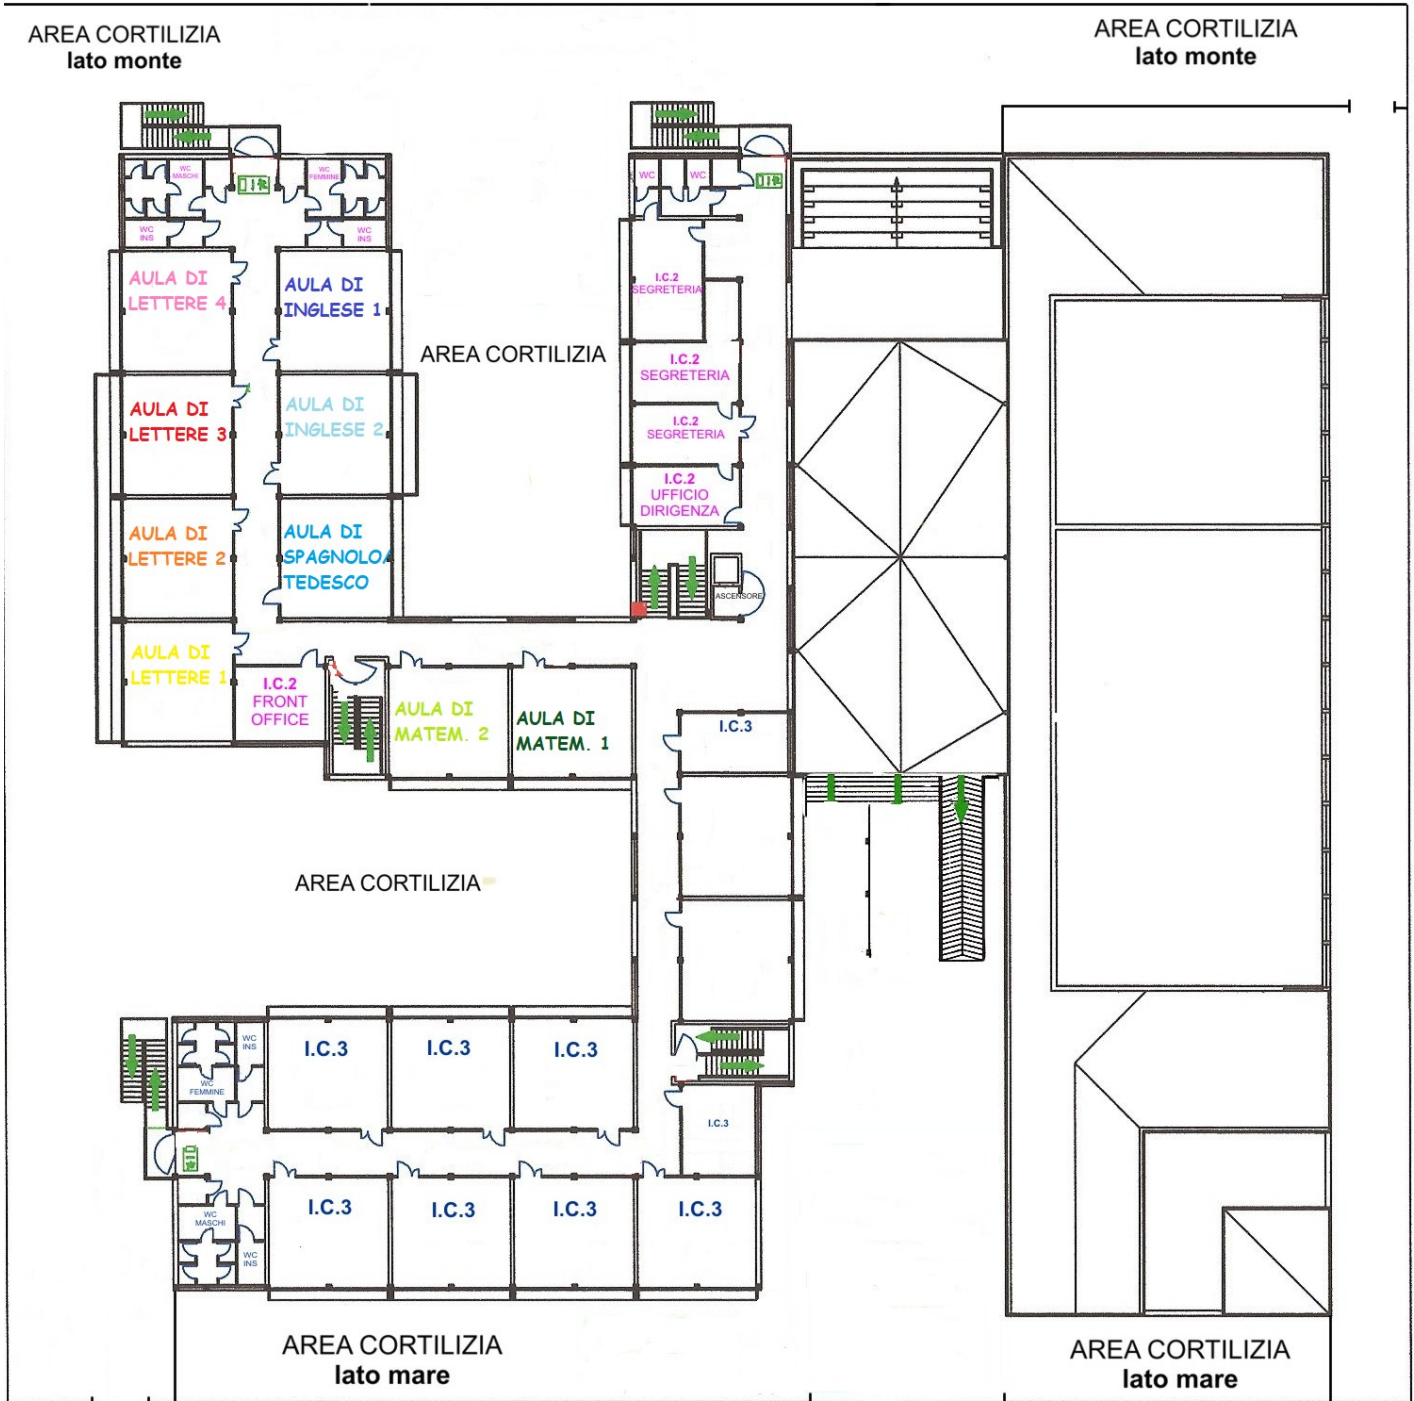 AREA CORTILIZIA
lato monte
AREA CORTILIZIA
lato monte
WC
MASCHI
WC
FEMMINE
WC
INS
WC
INS
WC
WC
AULA DI
LETTERE 4
AULA DI
INGLESE 1
I.C.2
SEGRETERIA
AREA CORTILIZIA
I.C.2
SEGRETERIA
AULA DI
LETTERE 3
AULA DI
INGLESE 2
I.C.2
SEGRETERIA
I.C.2
UFFICIO
DIRIGENZA
AULA DI
LETTERE 2
AULA DI
SPAGNOLO/
TEDESCO
ASCENSORE
AULA DI
LETTERE 1
I.C.2
FRONT
OFFICE
AULA DI
MATEM. 2
AULA DI
MATEM. 1
I.C.3
AREA CORTILIZIA
WC
INS
I.C.3
I.C.3
I.C.3
WC
FEMMINE
I.C.3
WC
MASCHI
WC
INS
I.C.3
I.C.3
I.C.3
I.C.3
AREA CORTILIZIA
lato mare
AREA CORTILIZIA
lato mare